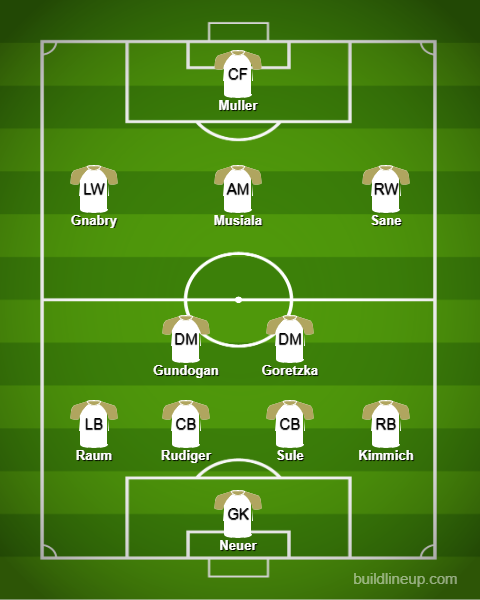 CF
Muller
LW AM RW
Gnabry Musiala Sane
DM DM
Gundogan Goretzka
LB CB CB RB
Raum Rudiger Sule Kimmich
GK
Neuer
buildlineup.com